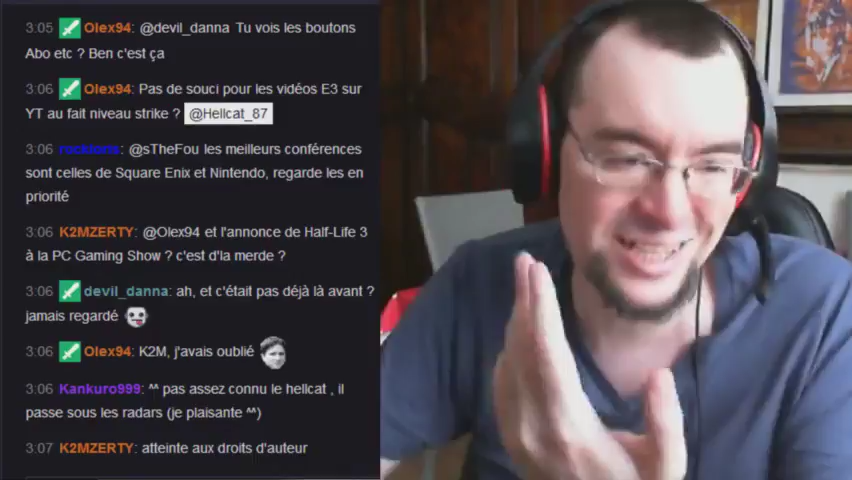 3:05 Olex94: @devil_danna Tu vois les boutons
Abo etc ? Ben c'est ça
3:06 Olex94: Pas de souci pour les vidéos E3 sur
YT au fait niveau strike ? @Hellcat_87
3:06 @sTheFou les meilleurs conférences
sont celles de Square Enix et Nintendo, regarde les en
priorité
3:06 K2MZERTY: @Olex94 et l'annonce de Half-Life 3
à la PC Gaming Show ? c'est d'la merde ?
3:06 devil_danna: ah, et c'était pas déjà là avant ?
jamais regardé
3:06 Olex94: K2M, j'avais oublié
3:06 Kankuro999: ^^ pas assez connu le hellcat , il
passe sous les radars (je plaisante ^^)
3:07 K2MZERTY: atteinte aux droits d'auteur